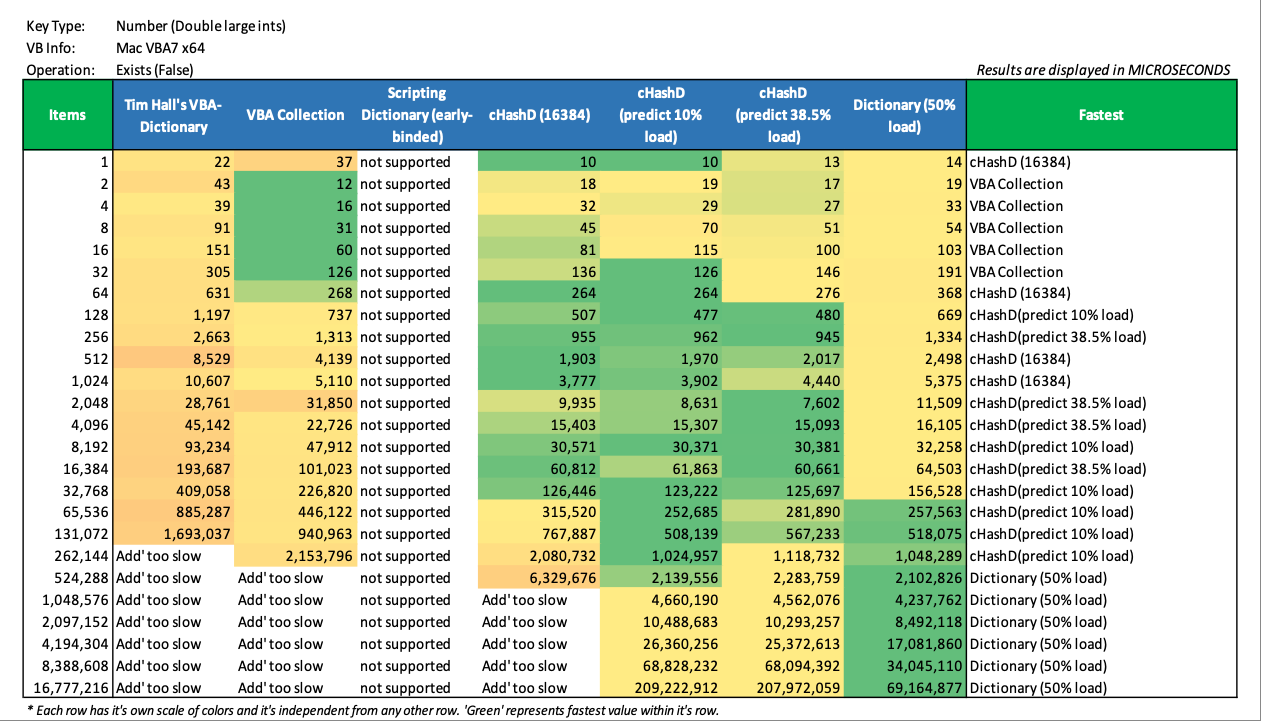 Key Type: Number (Double large ints)
VB Info: Mac VBA7 x64
Operation: Exists (False) Results are displayed in MICROSECONDS
Items Tim Hall's VBA-Dictionary VBA Collection Scripting Dictionary (early-binded) cHashD (16384) cHashD (predict 10% load) cHashD (predict 38.5% load) Dictionary (50% load) Fastest
1 22 37 not supported 10 10 13 14 cHashD (16384)
2 43 12 not supported 18 19 17 19 VBA Collection
4 39 16 not supported 32 29 27 33 VBA Collection
8 91 31 not supported 45 70 51 54 VBA Collection
16 151 60 not supported 81 115 100 103 VBA Collection
32 305 126 not supported 136 126 146 191 VBA Collection
64 631 268 not supported 264 264 276 368 cHashD (16384)
128 1,197 737 not supported 507 477 480 669 cHashD(predict 10% load)
256 2,663 1,313 not supported 955 962 945 1,334 cHashD(predict 38.5% load)
512 8,529 4,139 not supported 1,903 1,970 2,017 2,498 cHashD (16384)
1,024 10,607 5,110 not supported 3,777 3,902 4,440 5,375 cHashD (16384)
2,048 28,761 31,850 not supported 9,935 8,631 7,602 11,509 cHashD(predict 38.5% load)
4,096 45,142 22,726 not supported 15,403 15,307 15,093 16,105 cHashD(predict 38.5% load)
8,192 93,234 47,912 not supported 30,571 30,371 30,381 32,258 cHashD(predict 10% load)
16,384 193,687 101,023 not supported 60,812 61,863 60,661 64,503 cHashD(predict 38.5% load)
32,768 409,058 226,820 not supported 126,446 123,222 125,697 156,528 cHashD(predict 10% load)
65,536 885,287 446,122 not supported 315,520 252,685 281,890 257,563 cHashD(predict 10% load)
131,072 1,693,037 940,963 not supported 767,887 508,139 567,233 518,075 cHashD(predict 10% load)
262,144 Add' too slow 2,153,796 not supported 2,080,732 1,024,957 1,118,732 1,048,289 cHashD(predict 10% load)
524,288 Add' too slow Add' too slow not supported 6,329,676 2,139,556 2,283,759 2,102,826 Dictionary (50% load)
1,048,576 Add' too slow Add' too slow not supported Add' too slow 4,660,190 4,562,076 4,237,762 Dictionary (50% load)
2,097,152 Add' too slow Add' too slow not supported Add' too slow 10,488,683 10,293,257 8,492,118 Dictionary (50% load)
4,194,304 Add' too slow Add' too slow not supported Add' too slow 26,360,256 25,372,613 17,081,860 Dictionary (50% load)
8,388,608 Add' too slow Add' too slow not supported Add' too slow 68,828,232 68,094,392 34,045,110 Dictionary (50% load)
16,777,216 Add' too slow Add' too slow not supported Add' too slow 209,222,912 207,972,059 69,164,877 Dictionary (50% load)
* Each row has it's own scale of colors and it's independent from any other row. 'Green' represents fastest value within it's row.